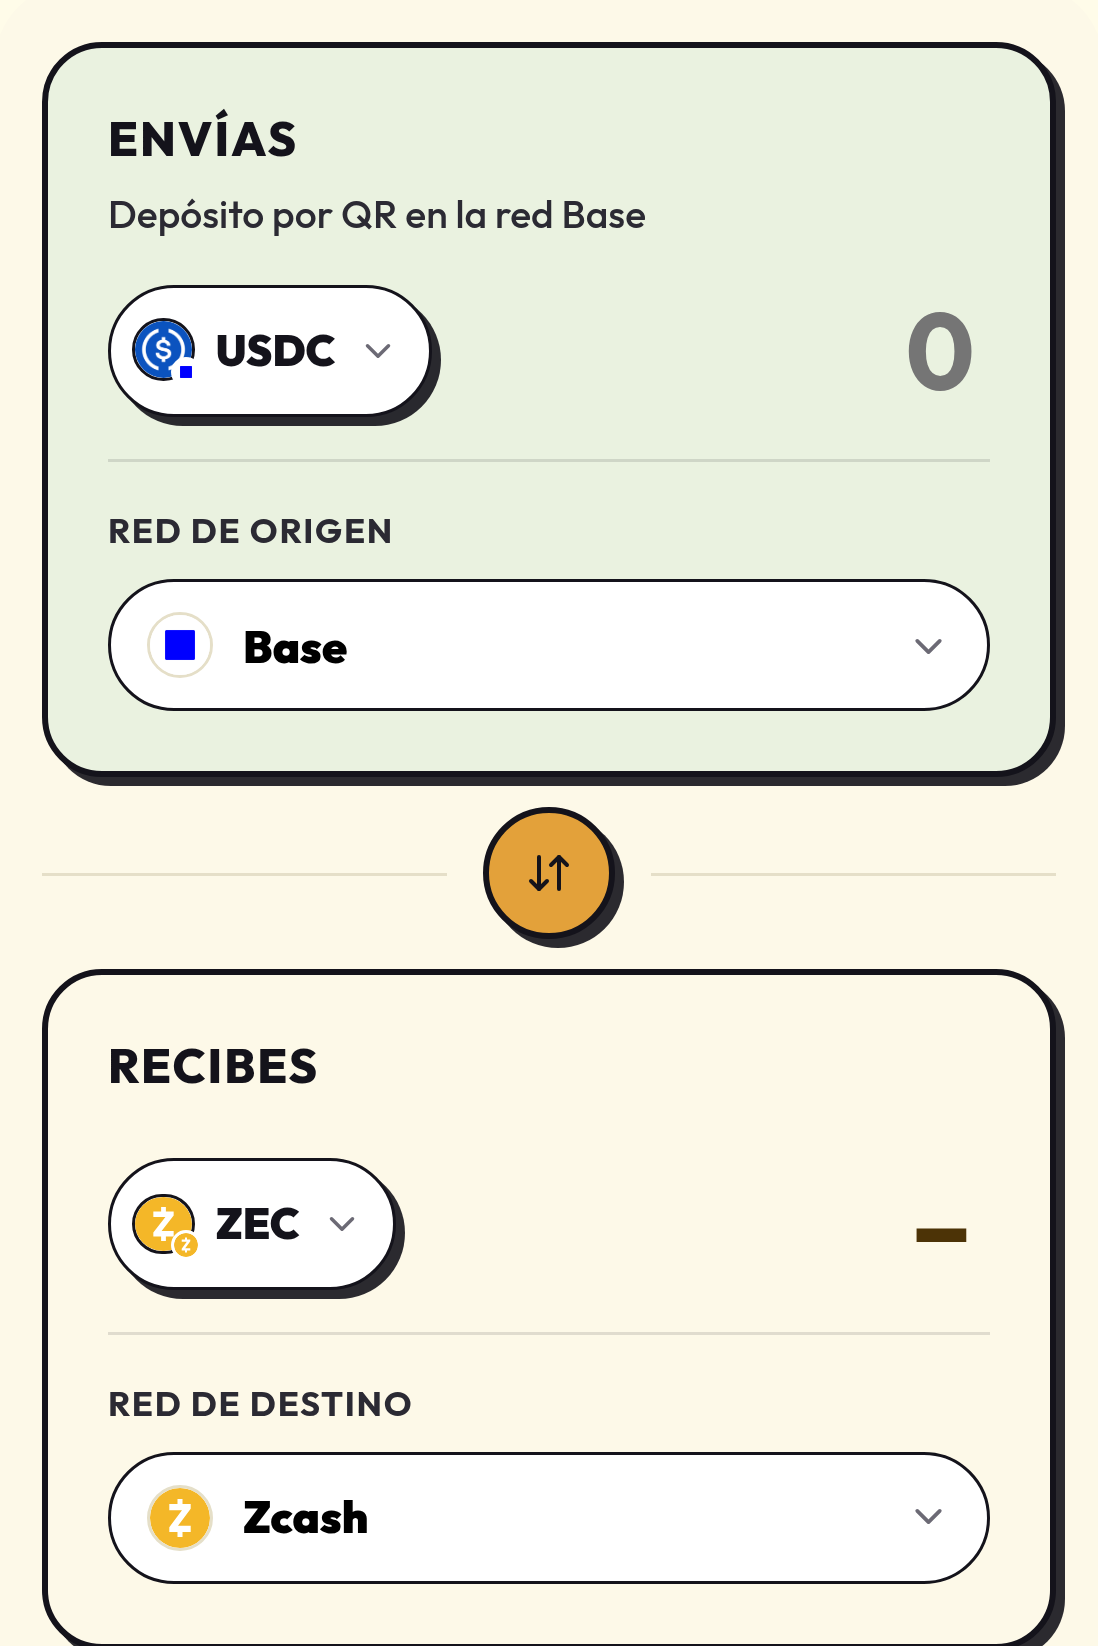 ENVÍAS
Depósito por QR en la red Base
USDC
0
RED DE ORIGEN
Base
RECIBES
ZEC
–
RED DE DESTINO
Zcash